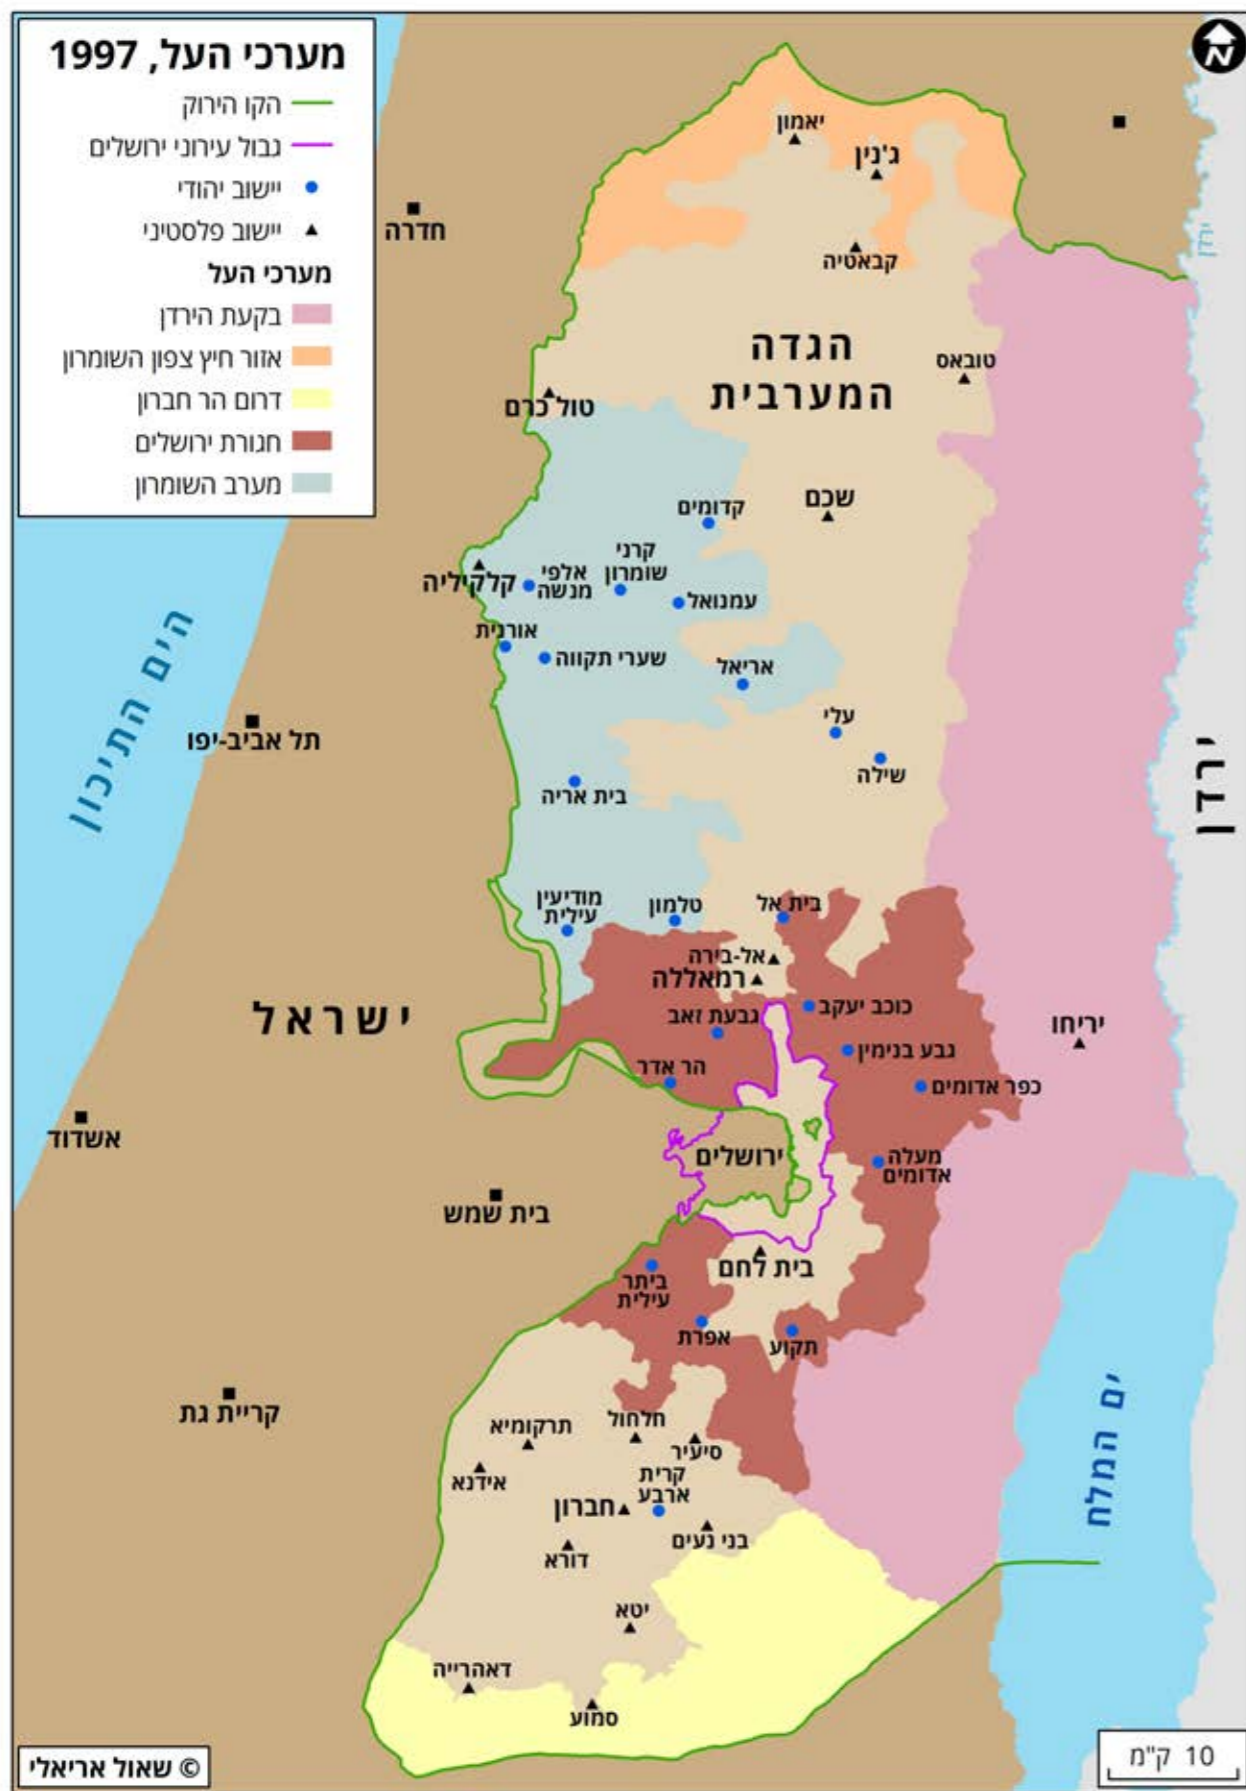 מערכי העל, 1997
הקו הירוק
גבול עירוני ירושלים
יישוב יהודי
יישוב פלסטיני
מערכי העל
בקעת הירדן
אזור חיץ צפון השומרון
דרום הר חברון
חגורת ירושלים
מערב השומרון
N
יאמון
ג'נין
חדרה
ירדן
קבאטיה
הגדה
המערבית
טובאס
טול כרם
קדומים
שכם
קרני
שומרון
אלפי
מנשה
קלקיליה
עמנואל
אורנית
שערי תקווה
אריאל
הים התיכון
תל אביב-יפו
עלי
שילה
ירדן
בית אריה
מודיעין
עילית
טלמון
בית אל
אל-בירה
רמאללה
ישראל
גבעת זאב
כוכב יעקב
יריחו
גבע בנימין
הר אדר
כפר אדומים
אשדוד
ירושלים
מעלה
אדומים
בית שמש
בית לחם
ביתר
עילית
אפרת
תקוע
קריית גת
ים המלח
תרקומיא
חלחול
סיעיר
אידנא
קרית
ארבע
חברון
בני נעים
דורא
יטא
דאהרייה
סמוע
© שאול אריאלי
10 ק"מ